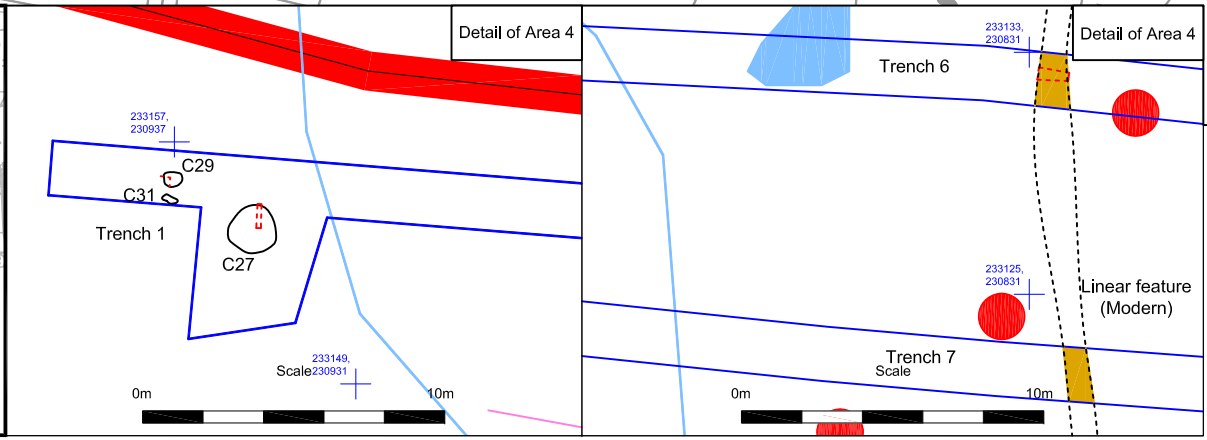 Detail of Area 4
233157,
230937
C29
C31
Trench 1
C27
233149,
Scale 230931
0m 10m
Detail of Area 4
233133,
230831
Trench 6
233125,
230831
Linear feature
(Modern)
Trench 7
Scale
0m 10m